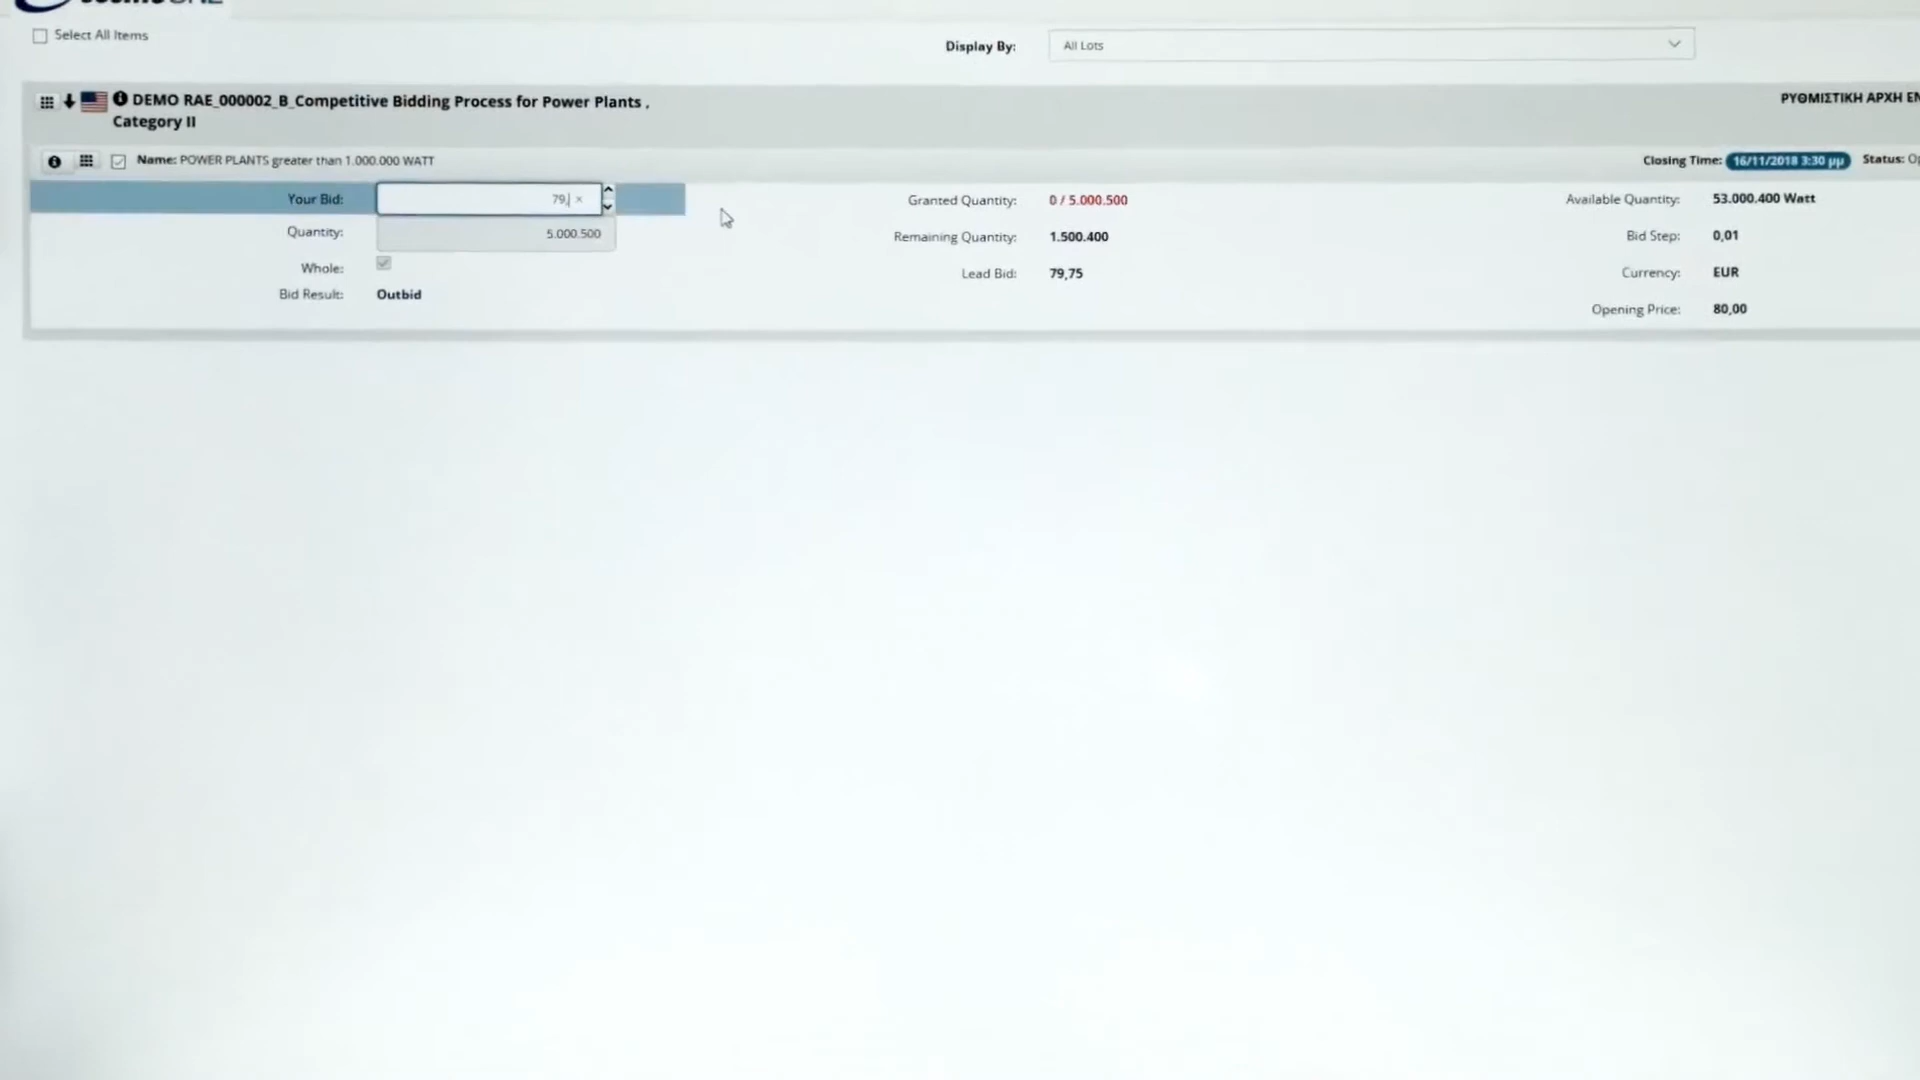 Select All Items
Display By: All Lots
DEMO RAE_000002_B_Competitive Bidding Process for Power Plants ,
Category II
ΡΥΘΜΙΣΤΙΚΗ ΑΡΧΗ
Name: POWER PLANTS greater than 1.000.000 WATT
Closing Time: 16/11/2018 3:30 μμ Status:
Your Bid: 79,
Granted Quantity: 0 / 5.000.500
Available Quantity: 53.000.400 Watt
Quantity: 5.000.500
Remaining Quantity: 1.500.400
Bid Step: 0,01
Whole:
Lead Bid: 79,75
Currency: EUR
Bid Result: Outbid
Opening Price: 80,00